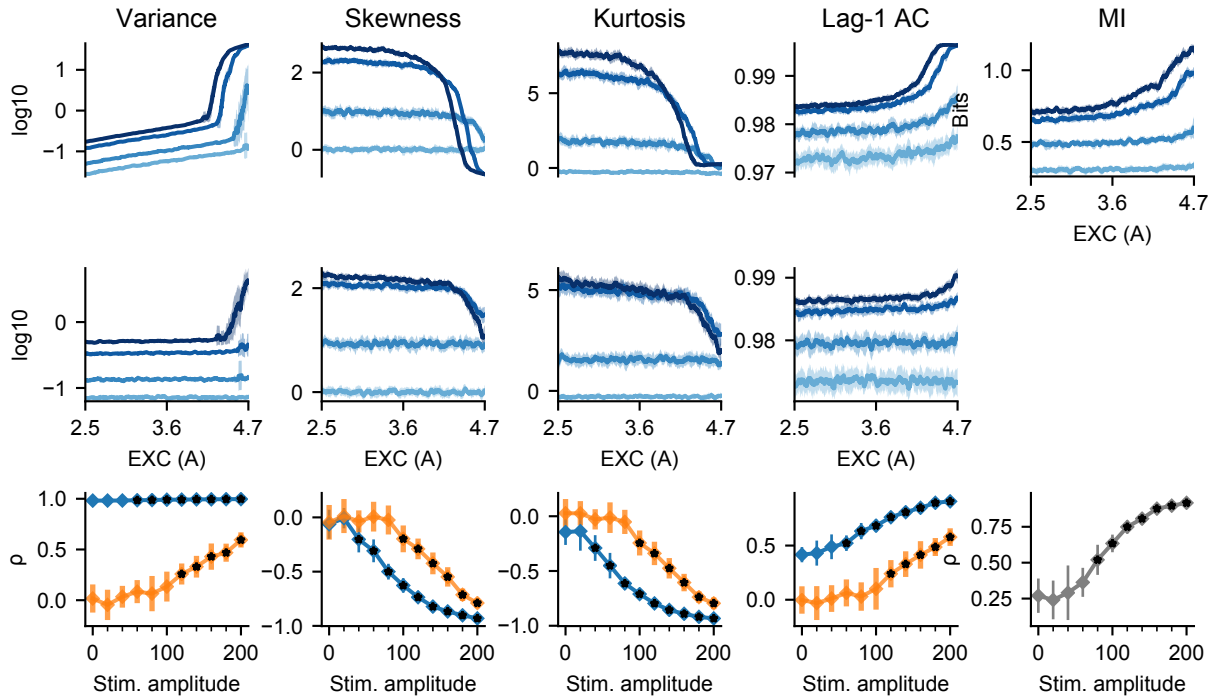 Variance Skewness Kurtosis Lag-1 AC MI
log10
1
0
−1
2
0
5
0
0.99
0.98
0.97
Bits
1.0
0.5
2.5 3.6 4.7
EXC (A)
log10
0
−1
2
0
5
0
0.99
0.98
2.5 3.6 4.7 2.5 3.6 4.7 2.5 3.6 4.7 2.5 3.6 4.7
EXC (A) EXC (A) EXC (A) EXC (A)
ρ
1.0
0.5
0.0
0.0
−0.5
−1.0
0.0
−0.5
−1.0
0.5
0.0
ρ
0.75
0.50
0.25
0 100 200 0 100 200 0 100 200 0 100 200 0 100 200
Stim. amplitude Stim. amplitude Stim. amplitude Stim. amplitude Stim. amplitude